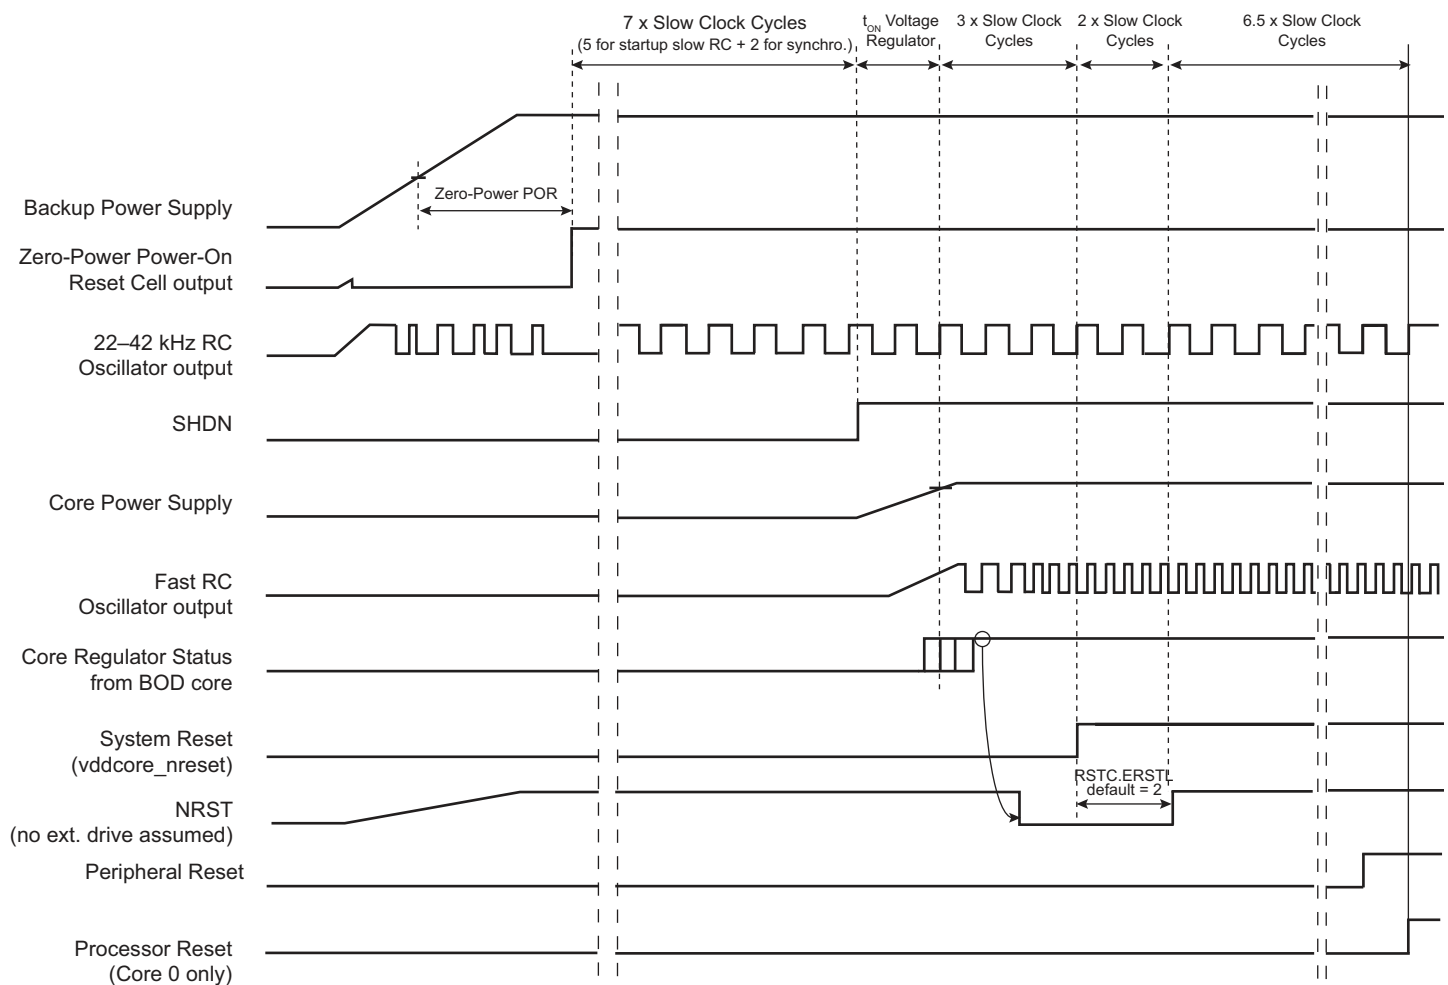 7 x Slow Clock Cycles
(5 for startup slow RC + 2 for synchro.)
tON Voltage
Regulator
3 x Slow Clock
Cycles
2 x Slow Clock
Cycles
6.5 x Slow Clock
Cycles
Zero-Power POR
Backup Power Supply
Zero-Power Power-On
Reset Cell output
22–42 kHz RC
Oscillator output
SHDN
Core Power Supply
Fast RC
Oscillator output
Core Regulator Status
from BOD core
System Reset
(vddcore_nreset)
RSTC.ERSTL
default = 2
NRST
(no ext. drive assumed)
Peripheral Reset
Processor Reset
(Core 0 only)